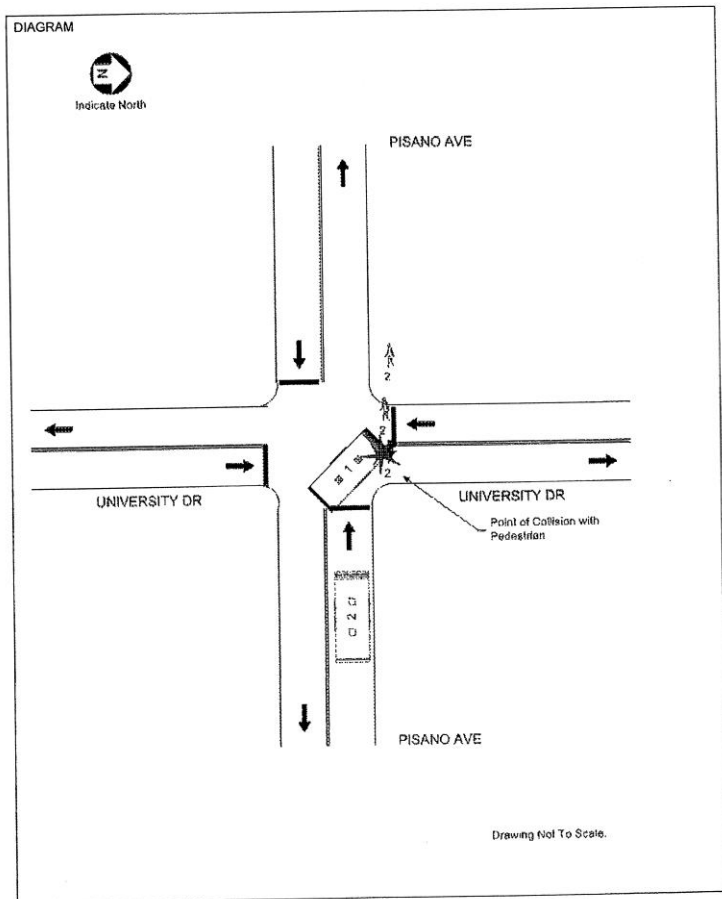 DIAGRAM
N
Indicate North
PISANO AVE
2
2
1
2
UNIVERSITY DR
UNIVERSITY DR
Point of Collision with
Pedestrian
2
PISANO AVE
Drawing Not To Scale.